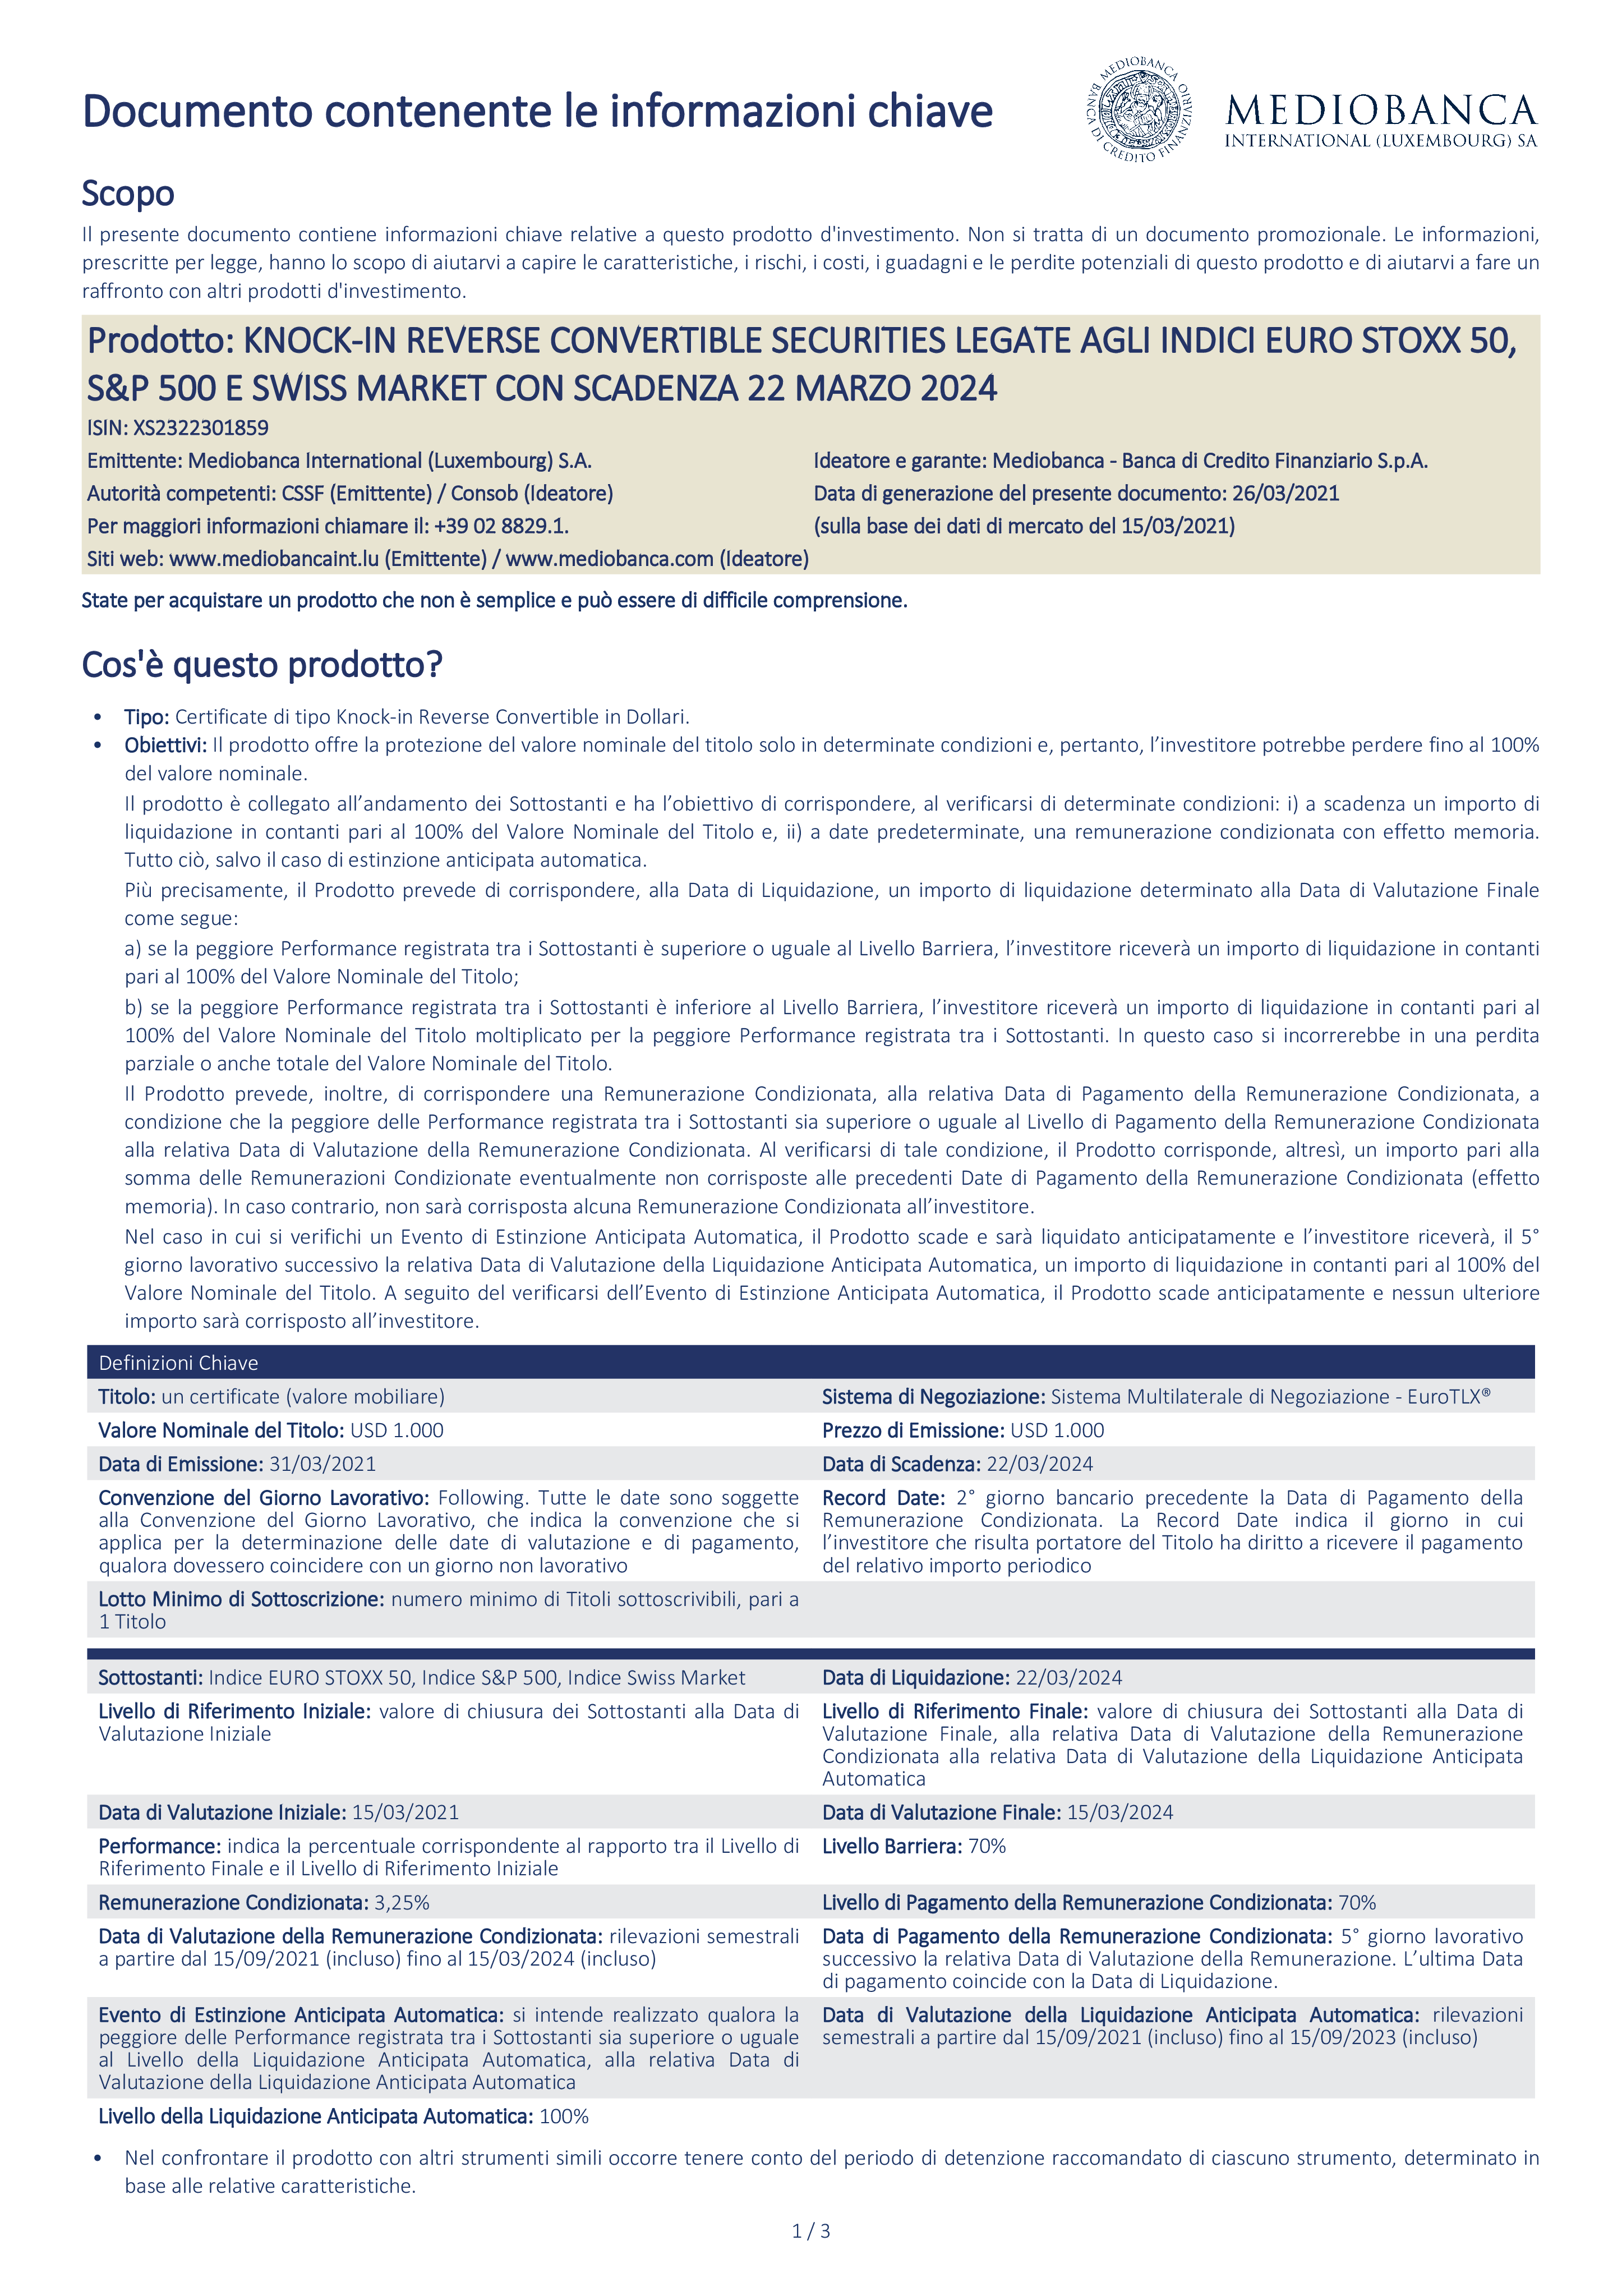 Documento contenente le informazioni chiave
BANCA DI CREDITO FINANZIARIO MEDIOBANCA
MEDIOBANCA
INTERNATIONAL (LUXEMBOURG) SA
Scopo
Il presente documento contiene informazioni chiave relative a questo prodotto d'investimento. Non si tratta di un documento promozionale. Le informazioni,
prescritte per legge, hanno lo scopo di aiutarvi a capire le caratteristiche, i rischi, i costi, i guadagni e le perdite potenziali di questo prodotto e di aiutarvi a fare un
raffronto con altri prodotti d'investimento.
Prodotto: KNOCK-IN REVERSE CONVERTIBLE SECURITIES LEGATE AGLI INDICI EURO STOXX 50,
S&P 500 E SWISS MARKET CON SCADENZA 22 MARZO 2024
ISIN: XS2322301859
Emittente: Mediobanca International (Luxembourg) S.A.
Ideatore e garante: Mediobanca - Banca di Credito Finanziario S.p.A.
Autorità competenti: CSSF (Emittente) / Consob (Ideatore)
Data di generazione del presente documento: 26/03/2021
Per maggiori informazioni chiamare il: +39 02 8829.1.
(sulla base dei dati di mercato del 15/03/2021)
Siti web: www.mediobancaint.lu (Emittente) / www.mediobanca.com (Ideatore)
State per acquistare un prodotto che non è semplice e può essere di difficile comprensione.
Cos'è questo prodotto?
• Tipo: Certificate di tipo Knock-in Reverse Convertible in Dollari.
• Obiettivi: Il prodotto offre la protezione del valore nominale del titolo solo in determinate condizioni e, pertanto, l’investitore potrebbe perdere fino al 100%
del valore nominale.
Il prodotto è collegato all’andamento dei Sottostanti e ha l’obiettivo di corrispondere, al verificarsi di determinate condizioni: i) a scadenza un importo di
liquidazione in contanti pari al 100% del Valore Nominale del Titolo e, ii) a date predeterminate, una remunerazione condizionata con effetto memoria.
Tutto ciò, salvo il caso di estinzione anticipata automatica.
Più precisamente, il Prodotto prevede di corrispondere, alla Data di Liquidazione, un importo di liquidazione determinato alla Data di Valutazione Finale
come segue:
a) se la peggiore Performance registrata tra i Sottostanti è superiore o uguale al Livello Barriera, l’investitore riceverà un importo di liquidazione in contanti
pari al 100% del Valore Nominale del Titolo;
b) se la peggiore Performance registrata tra i Sottostanti è inferiore al Livello Barriera, l’investitore riceverà un importo di liquidazione in contanti pari al
100% del Valore Nominale del Titolo moltiplicato per la peggiore Performance registrata tra i Sottostanti. In questo caso si incorrerebbe in una perdita
parziale o anche totale del Valore Nominale del Titolo.
Il Prodotto prevede, inoltre, di corrispondere una Remunerazione Condizionata, alla relativa Data di Pagamento della Remunerazione Condizionata, a
condizione che la peggiore delle Performance registrata tra i Sottostanti sia superiore o uguale al Livello di Pagamento della Remunerazione Condizionata
alla relativa Data di Valutazione della Remunerazione Condizionata. Al verificarsi di tale condizione, il Prodotto corrisponde, altresì, un importo pari alla
somma delle Remunerazioni Condizionate eventualmente non corrisposte alle precedenti Date di Pagamento della Remunerazione Condizionata (effetto
memoria). In caso contrario, non sarà corrisposta alcuna Remunerazione Condizionata all’investitore.
Nel caso in cui si verifichi un Evento di Estinzione Anticipata Automatica, il Prodotto scade e sarà liquidato anticipatamente e l’investitore riceverà, il 5°
giorno lavorativo successivo la relativa Data di Valutazione della Liquidazione Anticipata Automatica, un importo di liquidazione in contanti pari al 100% del
Valore Nominale del Titolo. A seguito del verificarsi dell’Evento di Estinzione Anticipata Automatica, il Prodotto scade anticipatamente e nessun ulteriore
importo sarà corrisposto all’investitore.
Definizioni Chiave
Titolo: un certificate (valore mobiliare)
Sistema di Negoziazione: Sistema Multilaterale di Negoziazione - EuroTLX®
Valore Nominale del Titolo: USD 1.000
Prezzo di Emissione: USD 1.000
Data di Emissione: 31/03/2021
Data di Scadenza: 22/03/2024
Convenzione del Giorno Lavorativo: Following. Tutte le date sono soggette
alla Convenzione del Giorno Lavorativo, che indica la convenzione che si
applica per la determinazione delle date di valutazione e di pagamento,
qualora dovessero coincidere con un giorno non lavorativo
Record Date: 2° giorno bancario precedente la Data di Pagamento della
Remunerazione Condizionata. La Record Date indica il giorno in cui
l’investitore che risulta portatore del Titolo ha diritto a ricevere il pagamento
del relativo importo periodico
Lotto Minimo di Sottoscrizione: numero minimo di Titoli sottoscrivibili, pari a
1 Titolo
Sottostanti: Indice EURO STOXX 50, Indice S&P 500, Indice Swiss Market
Data di Liquidazione: 22/03/2024
Livello di Riferimento Iniziale: valore di chiusura dei Sottostanti alla Data di
Valutazione Iniziale
Livello di Riferimento Finale: valore di chiusura dei Sottostanti alla Data di
Valutazione Finale, alla relativa Data di Valutazione della Remunerazione
Condizionata alla relativa Data di Valutazione della Liquidazione Anticipata
Automatica
Data di Valutazione Iniziale: 15/03/2021
Data di Valutazione Finale: 15/03/2024
Performance: indica la percentuale corrispondente al rapporto tra il Livello di
Riferimento Finale e il Livello di Riferimento Iniziale
Livello Barriera: 70%
Remunerazione Condizionata: 3,25%
Livello di Pagamento della Remunerazione Condizionata: 70%
Data di Valutazione della Remunerazione Condizionata: rilevazioni semestrali
a partire dal 15/09/2021 (incluso) fino al 15/03/2024 (incluso)
Data di Pagamento della Remunerazione Condizionata: 5° giorno lavorativo
successivo la relativa Data di Valutazione della Remunerazione. L’ultima Data
di pagamento coincide con la Data di Liquidazione.
Evento di Estinzione Anticipata Automatica: si intende realizzato qualora la
peggiore delle Performance registrata tra i Sottostanti sia superiore o uguale
al Livello della Liquidazione Anticipata Automatica, alla relativa Data di
Valutazione della Liquidazione Anticipata Automatica
Data di Valutazione della Liquidazione Anticipata Automatica: rilevazioni
semestrali a partire dal 15/09/2021 (incluso) fino al 15/09/2023 (incluso)
Livello della Liquidazione Anticipata Automatica: 100%
• Nel confrontare il prodotto con altri strumenti simili occorre tenere conto del periodo di detenzione raccomandato di ciascuno strumento, determinato in
base alle relative caratteristiche.
1 / 3